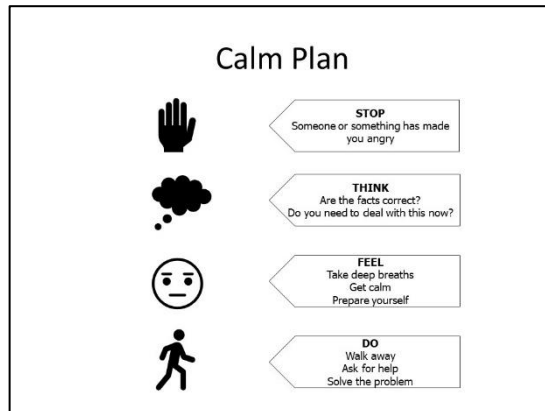 Calm Plan
STOP
Someone or something has made
you angry
THINK
Are the facts correct?
Do you need to deal with this now?
FEEL
Take deep breaths
Get calm
Prepare yourself
DO
Walk away
Ask for help
Solve the problem